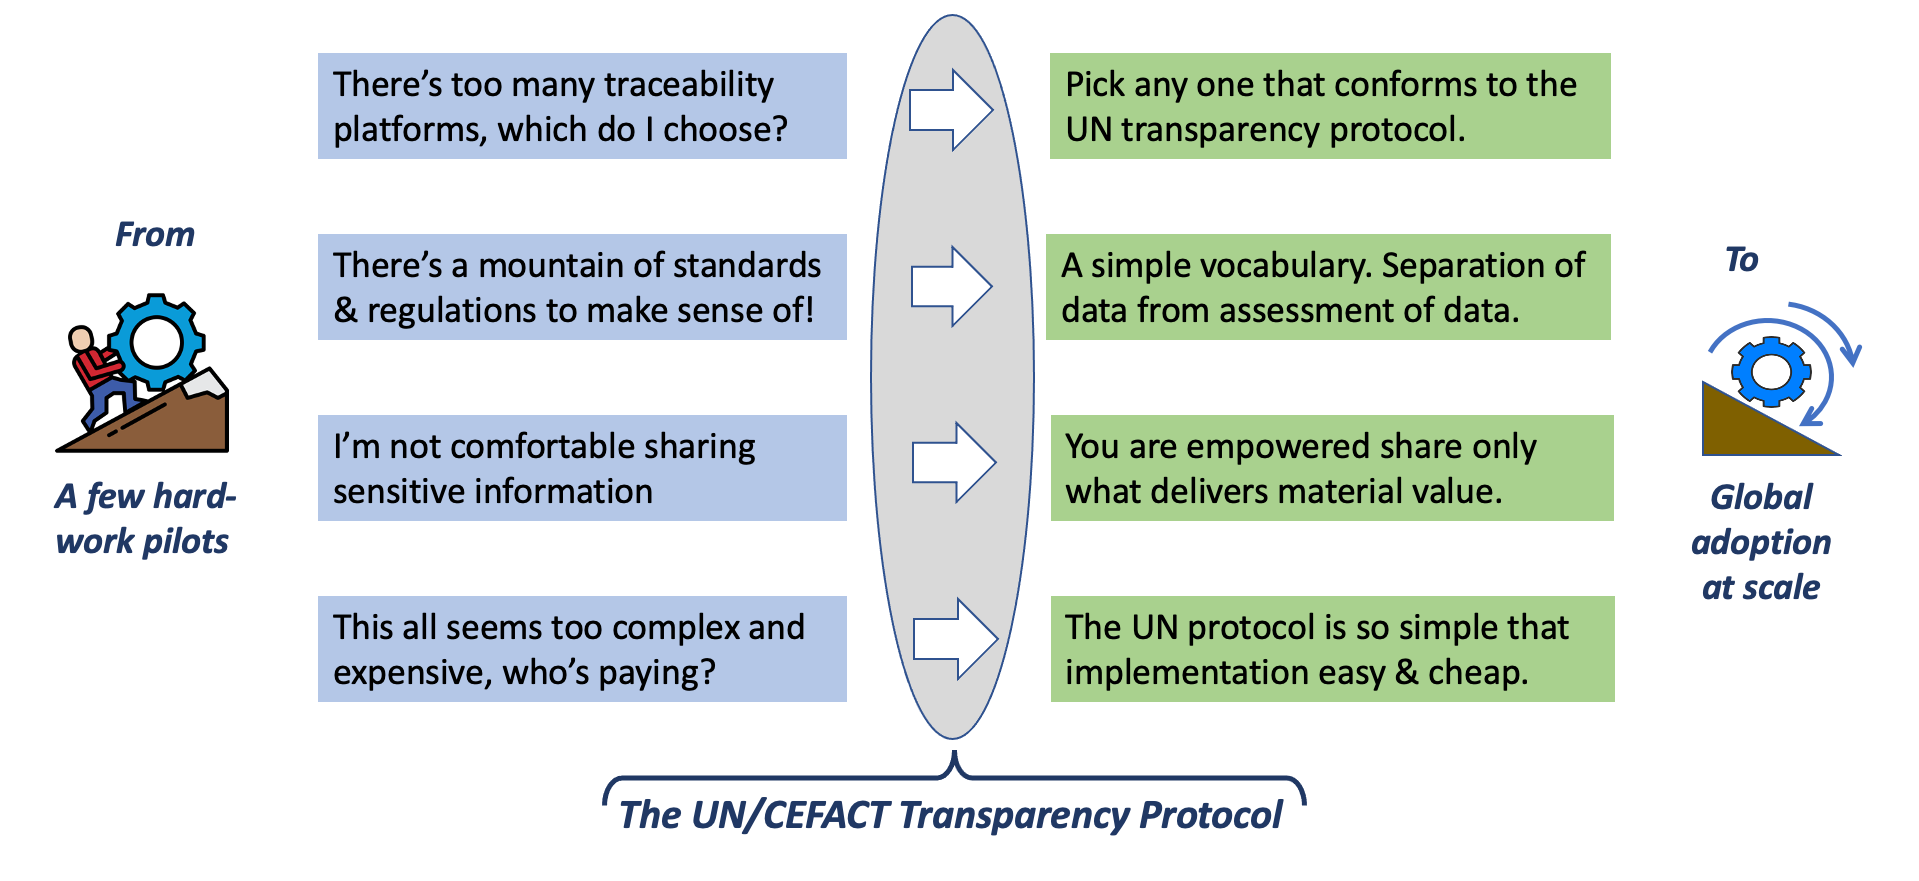 There's too many traceability
platforms, which do I choose?
Pick any one that conforms to the
UN transparency protocol.
From
There's a mountain of standards
& regulations to make sense of!
A simple vocabulary. Separation of
data from assessment of data.
To
I'm not comfortable sharing
sensitive information
You are empowered share only
what delivers material value.
A few hard-
work pilots
Global
adoption
at scale
This all seems too complex and
expensive, who's paying?
The UN protocol is so simple that
implementation easy & cheap.
The UN/CEFACT Transparency Protocol